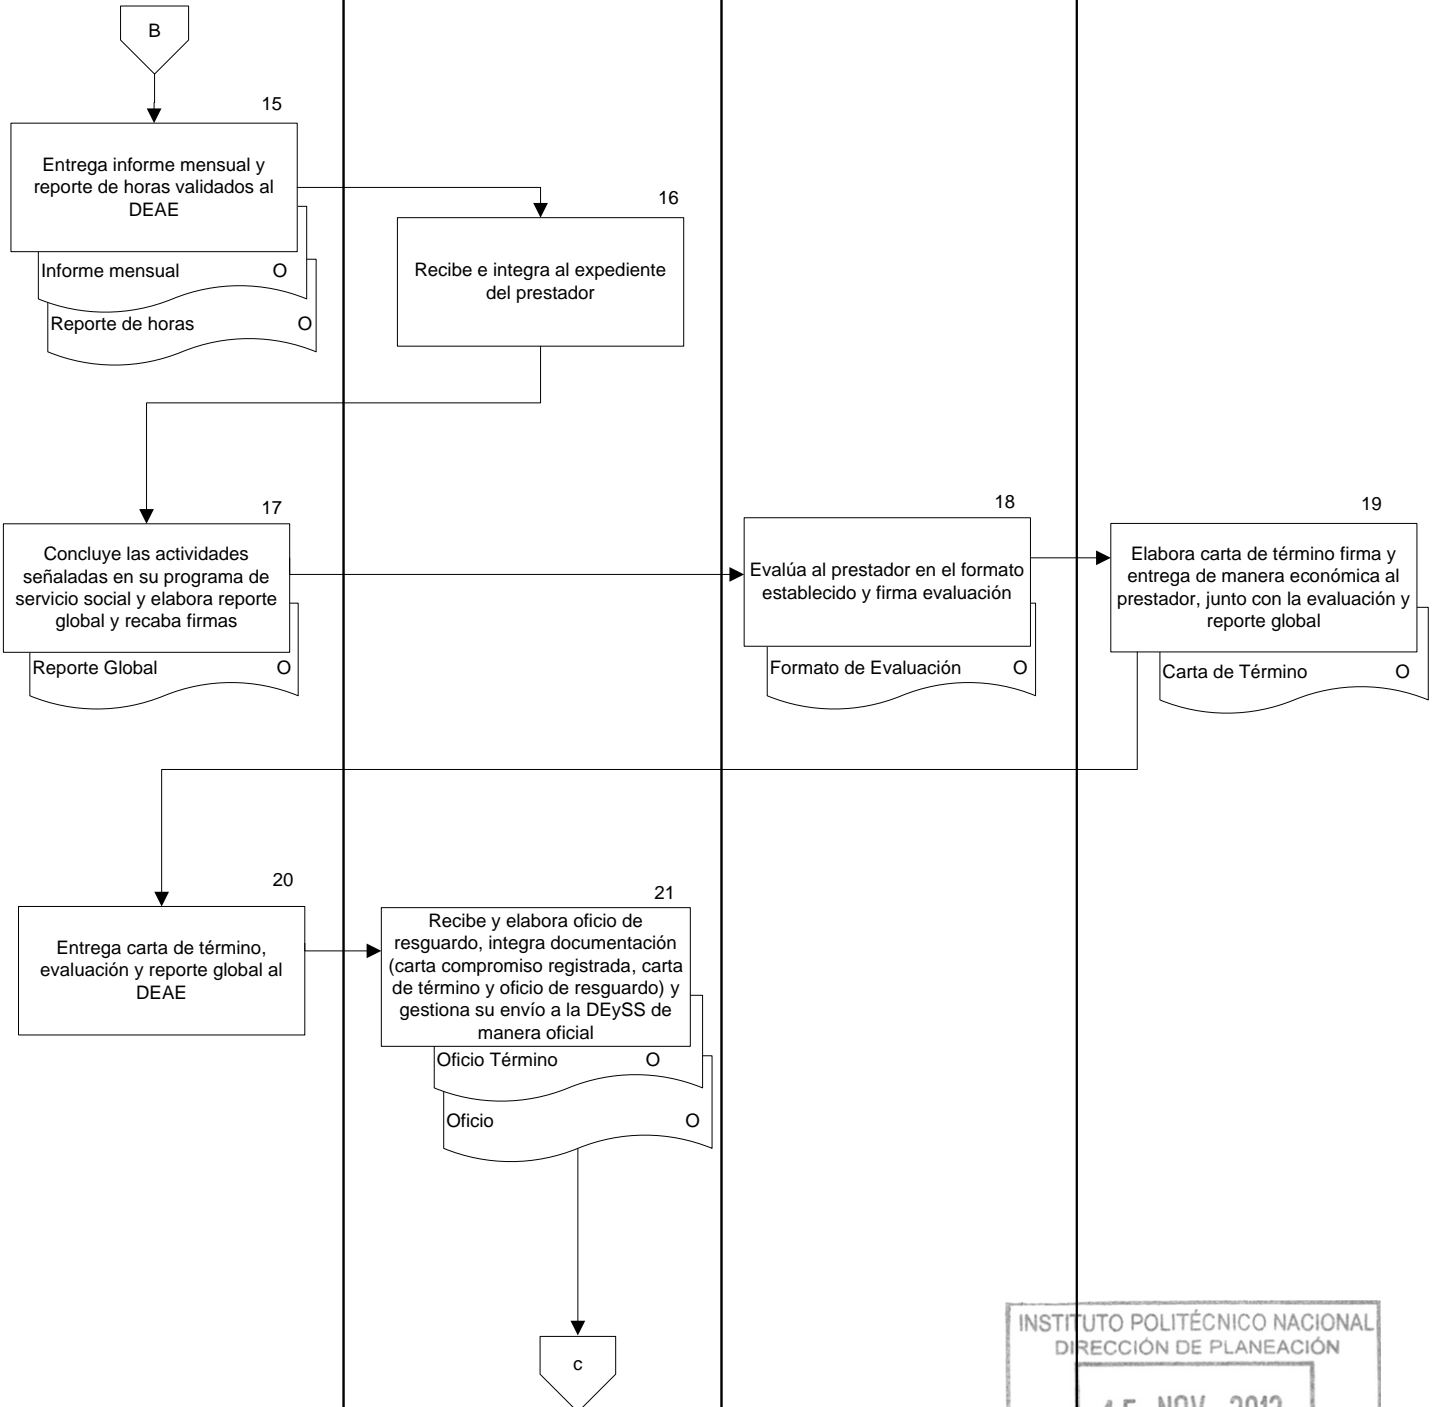 B
15
Entrega informe mensual y
reporte de horas validados al
DEAE
Informe mensual O
Reporte de horas O
16
Recibe e integra al expediente
del prestador
17
Concluye las actividades
señaladas en su programa de
servicio social y elabora reporte
global y recaba firmas
Reporte Global O
18
Evalúa al prestador en el formato
establecido y firma evaluación
Formato de Evaluación O
19
Elabora carta de término firma y
entrega de manera económica al
prestador, junto con la evaluación y
reporte global
Carta de Término O
20
Entrega carta de término,
evaluación y reporte global al
DEAE
21
Recibe y elabora oficio de
resguardo, integra documentación
(carta compromiso registrada, carta
de término y oficio de resguardo) y
gestiona su envío a la DEySS de
manera oficial
Oficio Término O
Oficio O
c
INSTITUTO POLITÉCNICO NACIONAL
DIRECCIÓN DE PLANEACIÓN
15 NOV 2012